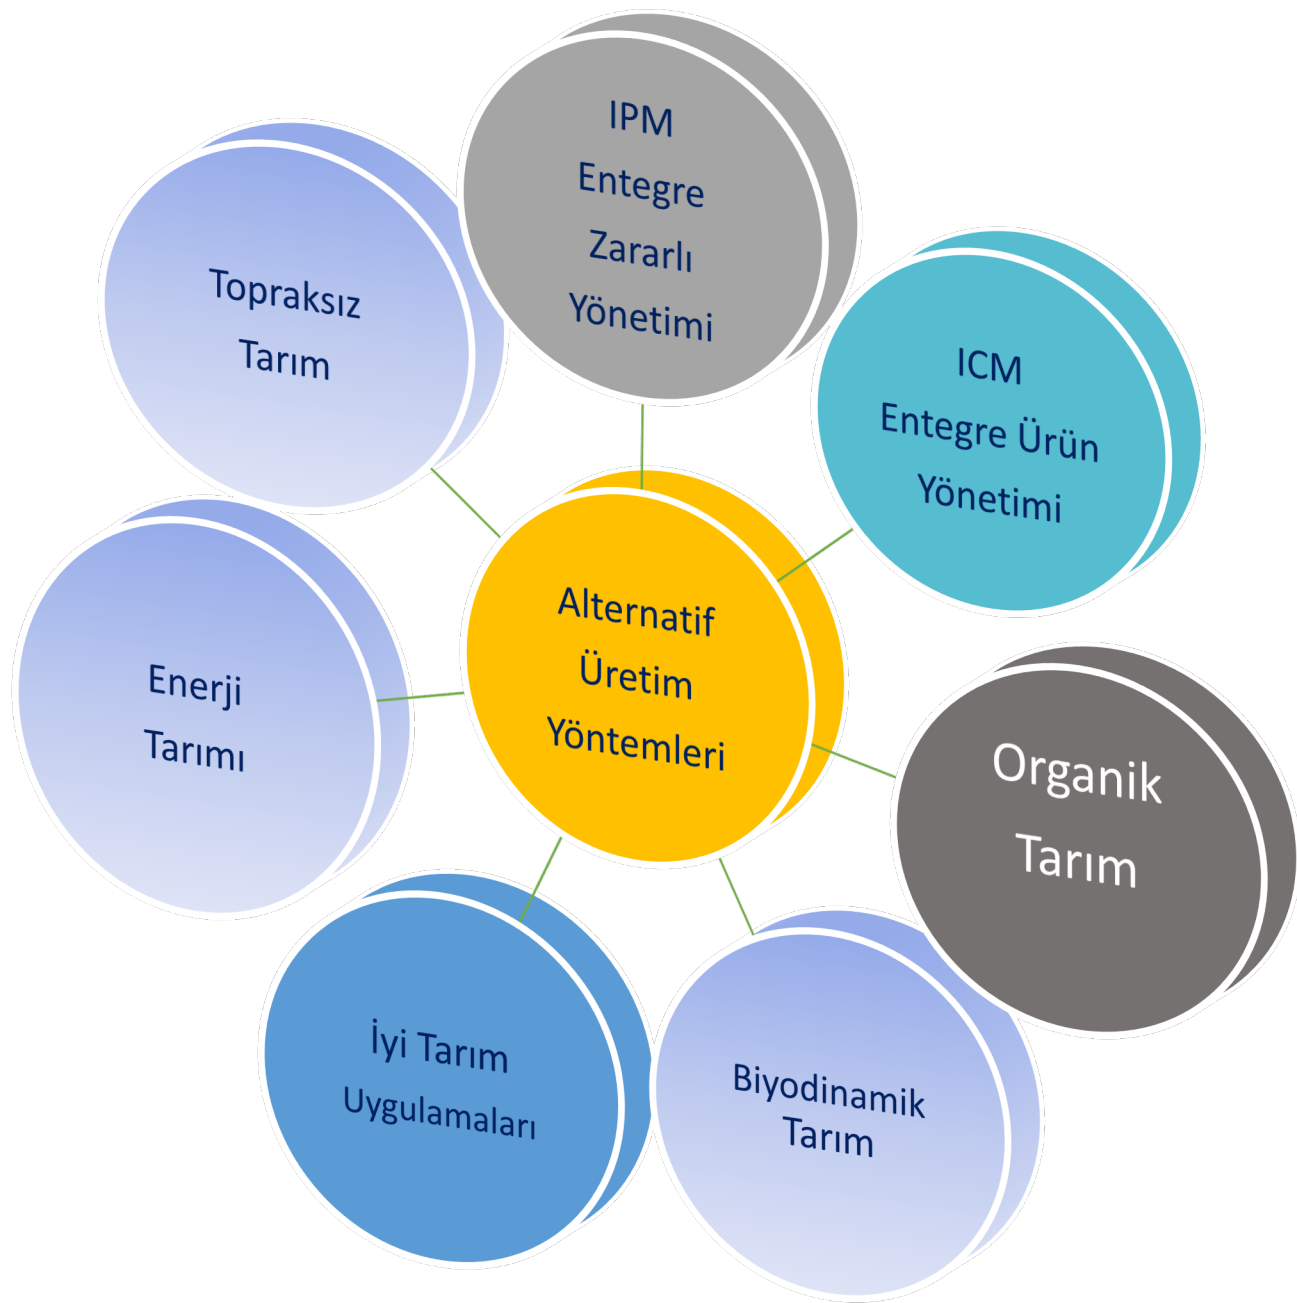 IPM
Entegre
Zararlı
Yönetimi
ICM
Entegre Ürün
Yönetimi
Organik
Tarım
Biyodinamik
Tarım
İyi Tarım
Uygulamaları
Enerji
Tarımı
Topraksız
Tarım
Alternatif
Üretim
Yöntemleri